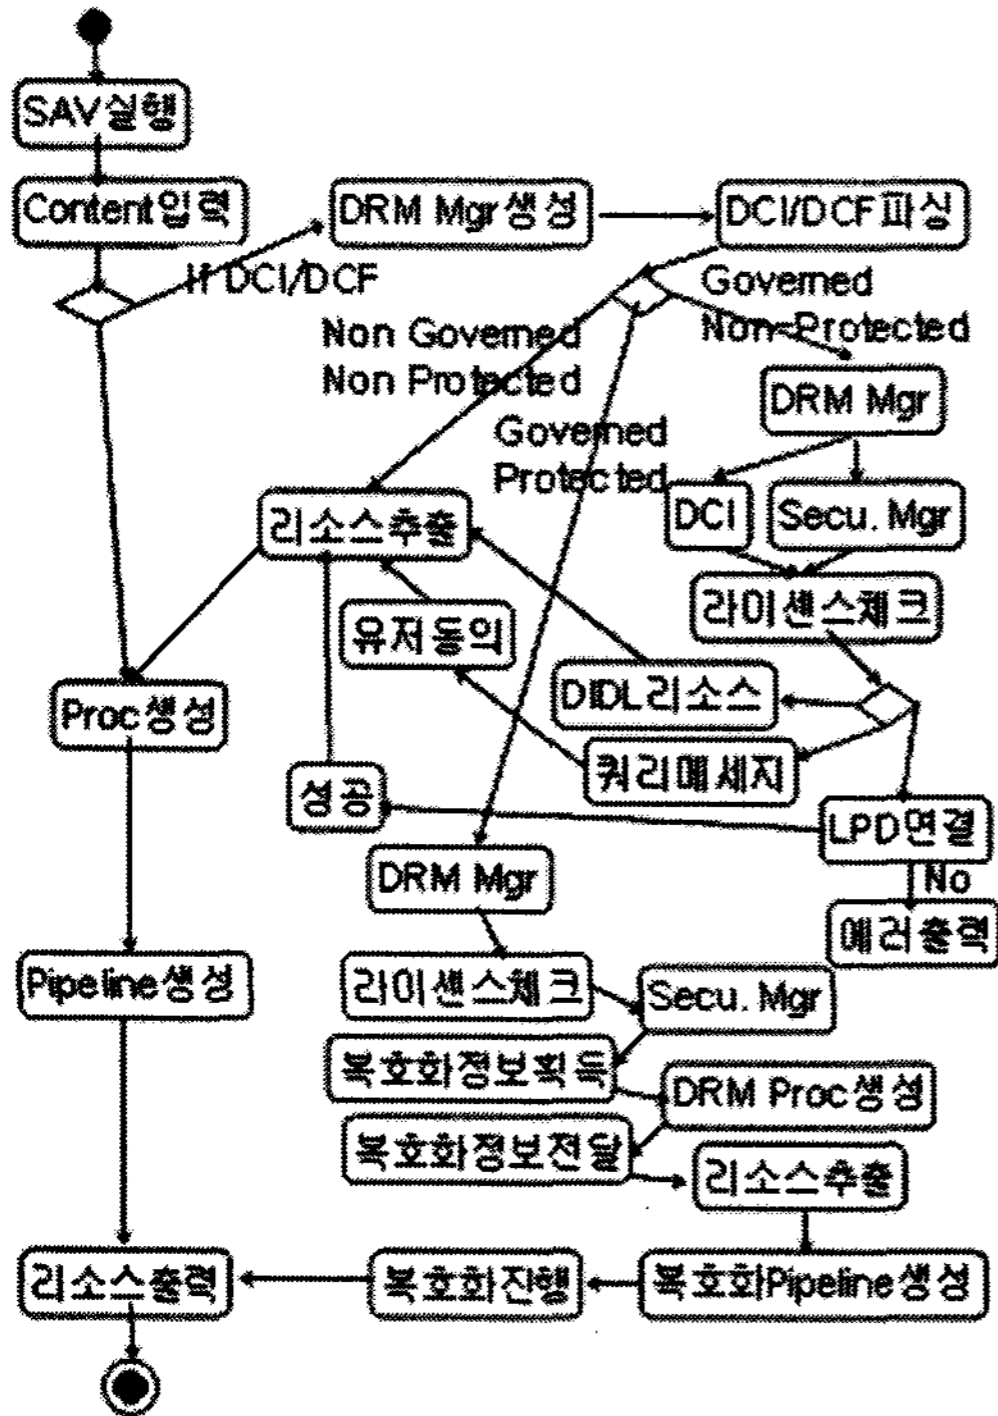 SAV실행
Content입력
DRM Mgr생성
DCI/DCF파싱
If DCI/DCF
Governed
Non-Protected
Non Governed
Non Protected
DRM Mgr
Governed
Protected
DCI
Secu. Mgr
리소스추출
라이센스체크
유저동의
DIDL리소스
Proc생성
쿼리메세지
성공
LPD연결
No
DRM Mgr
에러출력
Pipeline생성
라이센스체크
Secu. Mgr
복호화정보획득
DRM Proc생성
복호화정보전달
리소스추출
리소스출력
복호화진행
복호화Pipeline생성